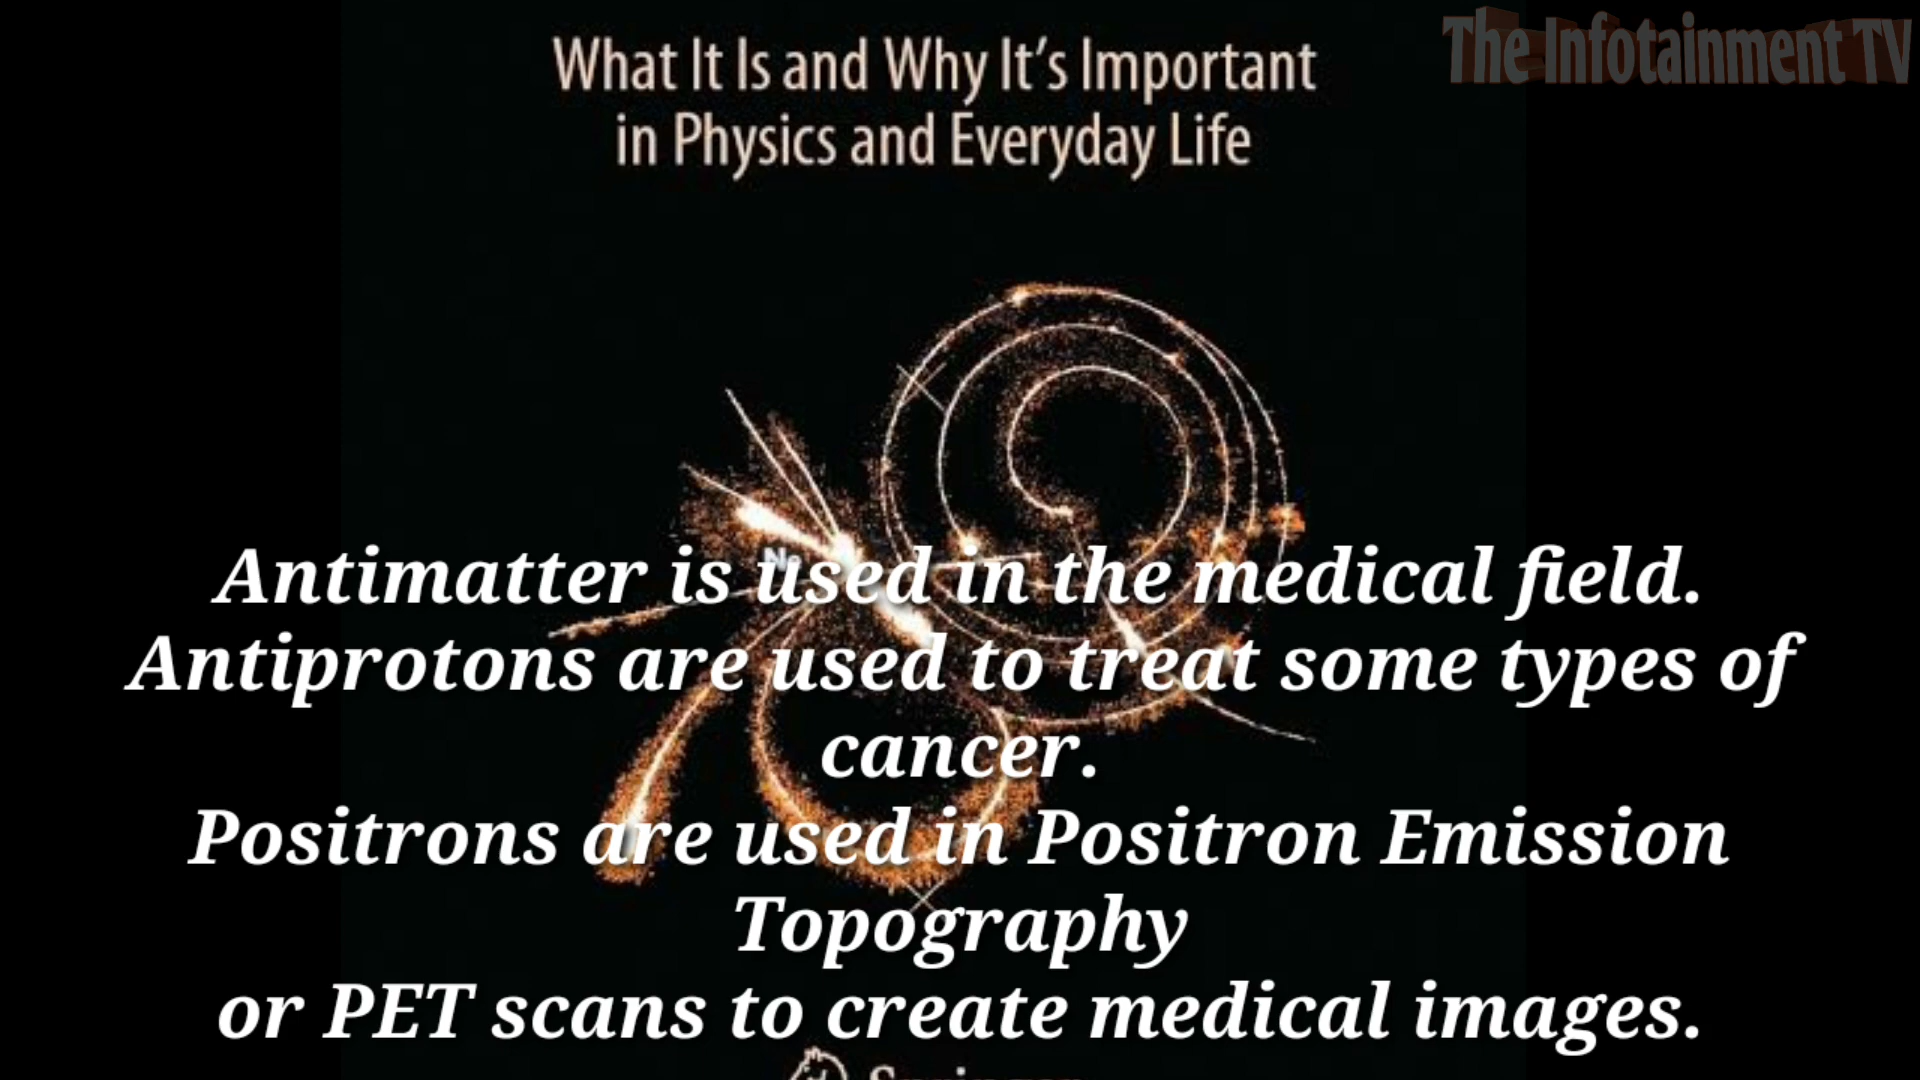 The Infotainment TV
What It Is and Why It's Important
in Physics and Everyday Life
Antimatter is used in the medical field.
Antiprotons are used to treat some types of
cancer.
Positrons are used in Positron Emission
Topography
or PET scans to create medical images.